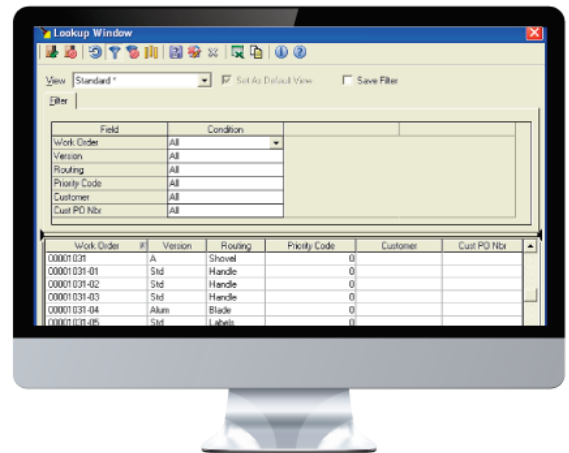 Lookup Window
View Standard * Set As Default View Save Filter
Filter
Field Condition
Work Order All
Version All
Routing All
Priority Code All
Customer All
Cust PO Nbr All
Work Order Version Routing Priority Code Customer Cust PO Nbr
00001031 A Shovel 0
00001031-01 Std Handle 0
00001031-02 Std Handle 0
00001031-03 Std Handle 0
00001031-04 Alum Blade 0
00001031-05 Std Labels 0